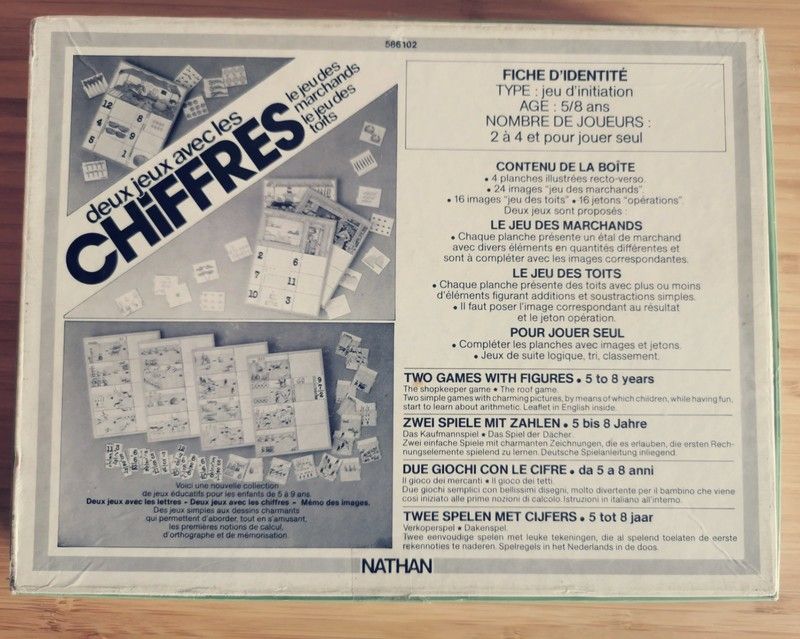 586102
deux jeux avec les
CHIFFRES
le jeu des
marchands
le jeu des
toits
FICHE D'IDENTITÉ
TYPE : jeu d'initiation
AGE : 5/8 ans
NOMBRE DE JOUEURS :
2 à 4 et pour jouer seul
CONTENU DE LA BOÎTE
• 4 planches illustrées recto-verso.
• 24 images "jeu des marchands".
• 16 images "jeu des toits" • 16 jetons "opérations".
Deux jeux sont proposés :
LE JEU DES MARCHANDS
• Chaque planche présente un étal de marchand
avec divers éléments en quantités différentes et
sont à compléter avec les images correspondantes.
LE JEU DES TOITS
• Chaque planche présente des toits avec plus ou moins
d'éléments figurant additions et soustractions simples.
• Il faut poser l'image correspondant au résultat
et le jeton opération.
POUR JOUER SEUL
• Compléter les planches avec images et jetons.
• Jeux de suite logique, tri, classement.
TWO GAMES WITH FIGURES • 5 to 8 years
The shopkeeper game • The roof game.
Two simple games with charming pictures, by means of which children, while having fun,
start to learn about arithmetic. Leaflet in English inside.
ZWEI SPIELE MIT ZAHLEN • 5 bis 8 Jahre
Das Kaufmannspiel • Das Spiel der Dächer.
Zwei einfache Spiele mit charmanten Zeichnungen, die es erlauben, die ersten Rech-
nungselemente spielend zu lernen. Deutsche Spielanleitung inliegend.
DUE GIOCHI CON LE CIFRE • da 5 a 8 anni
Il gioco dei mercanti • Il gioco dei tetti.
Due giochi semplici con bellissimi disegni, molto divertente per il bambino che viene
così iniziato alle prime nozioni di calcolo. Istruzioni in italiano all'interno.
TWEE SPELEN MET CIJFERS • 5 tot 8 jaar
Verkoperspel • Dakenspel.
Twee eenvoudige spelen met leuke tekeningen, die al spelend toelaten de eerste
rekennoties te naderen. Spelregels in het Nederlands in de doos.
12
8
4
9
5
1
2
6
7
11
10
3
Voici une nouvelle collection
de jeux éducatifs pour les enfants de 5 à 9 ans.
Deux jeux avec les lettres - Deux jeux avec les chiffres - Mémo des images.
Des jeux simples aux dessins charmants
qui permettent d'aborder, tout en s'amusant,
les premières notions de calcul,
d'orthographe et de mémorisation.
NATHAN